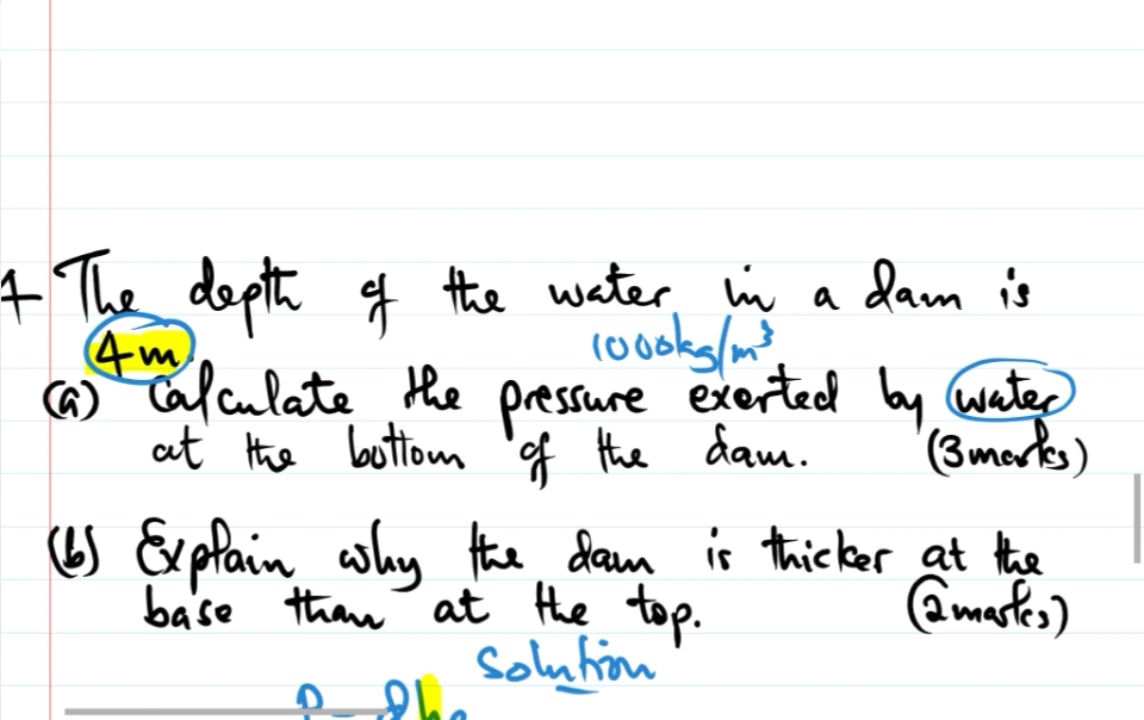 4 The depth of the water in a dam is
4m.
1000kg/m³
(a) Calculate the pressure exerted by water
at the bottom of the dam. (3marks)
(b) Explain why the dam is thicker at the
base than at the top. (2marks)
Solution